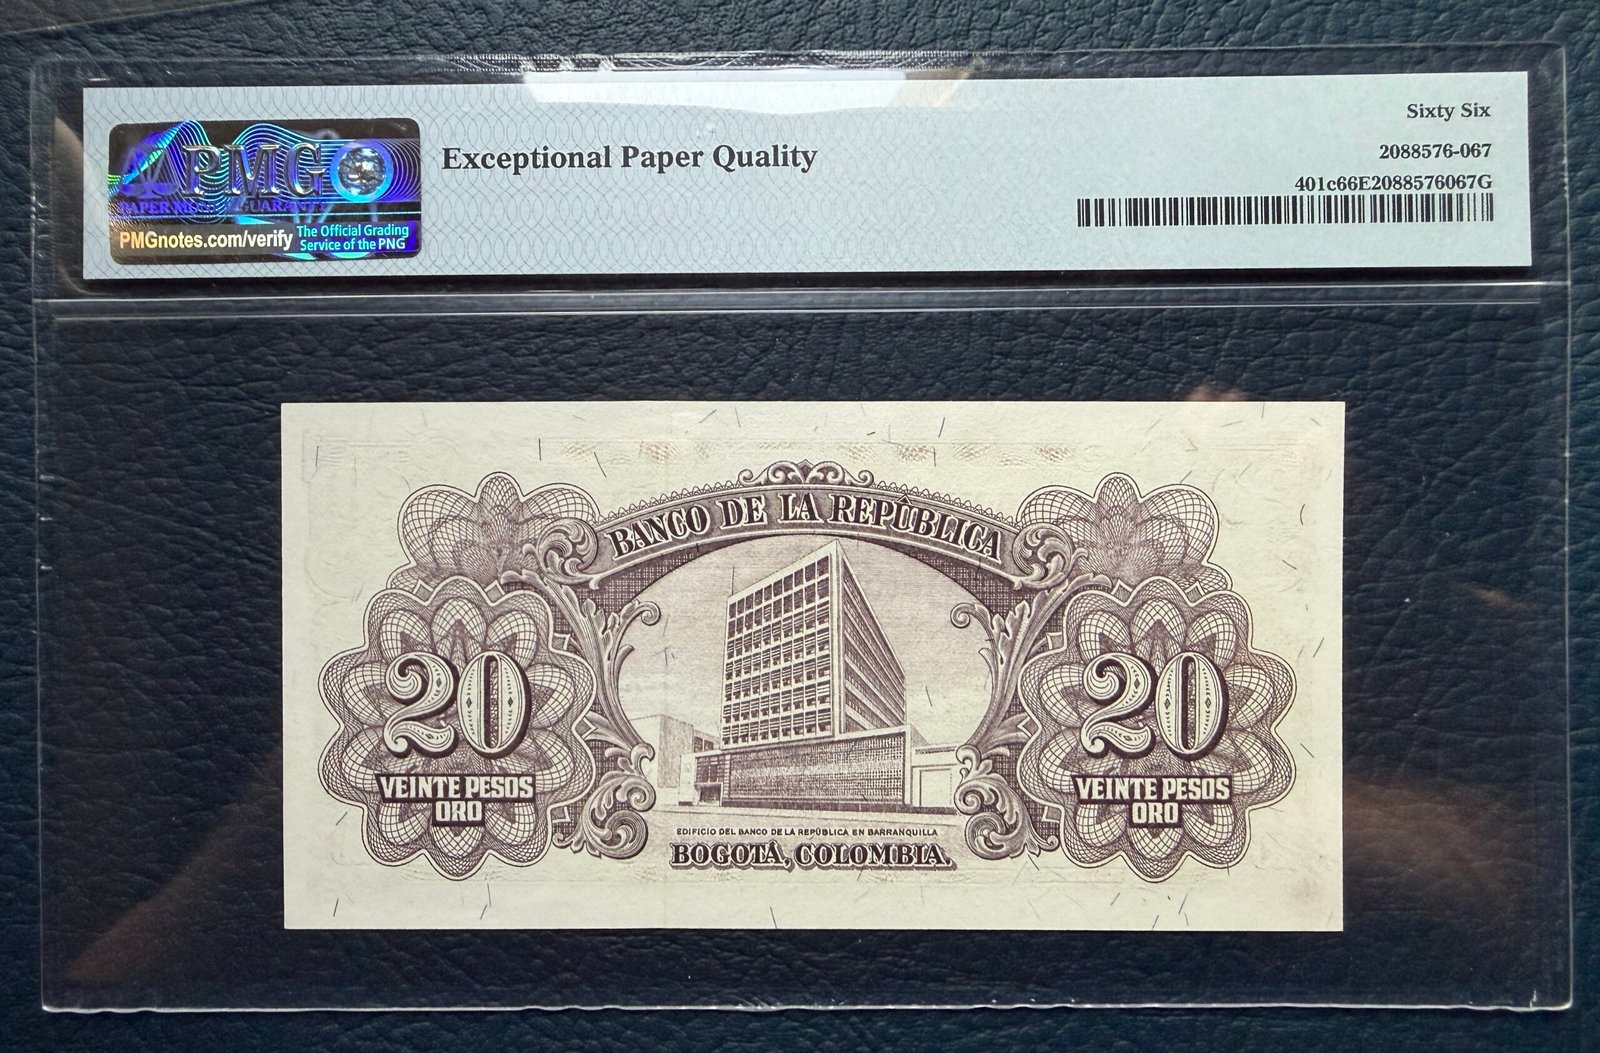 Sixty Six
PMG
PAPER MONEY GUARANTY
PMGnotes.com/verify
The Official Grading
Service of the PNG
Exceptional Paper Quality
2088576-067
401c66E2088576067G
BANCO DE LA REPÚBLICA
20
VEINTE PESOS
ORO
20
VEINTE PESOS
ORO
EDIFICIO DEL BANCO DE LA REPÚBLICA EN BARRANQUILLA
BOGOTÁ, COLOMBIA.